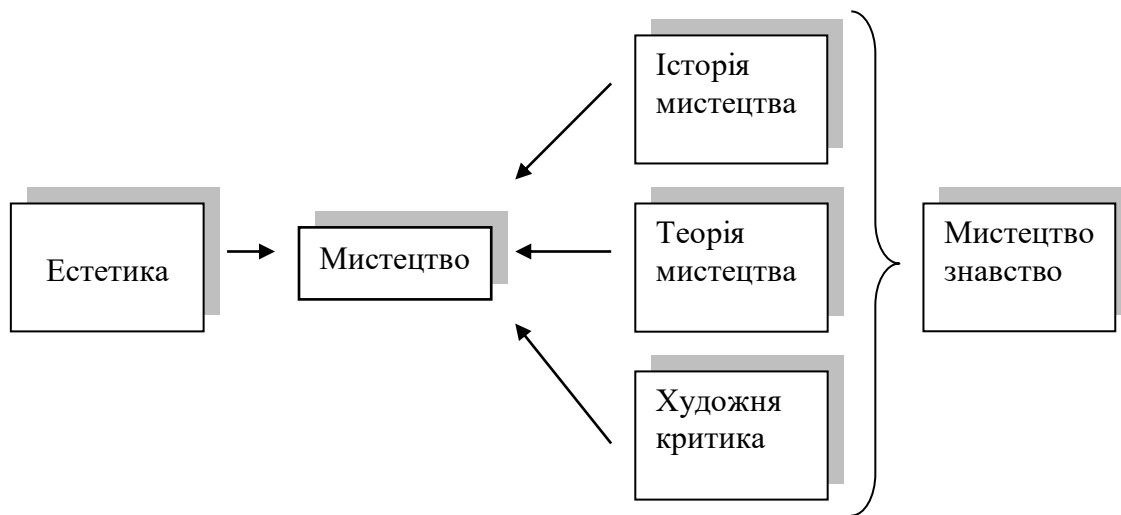 Історія
мистецтва
Естетика
Мистецтво
Теорія
мистецтва
Мистецтво
знавство
Художня
критика